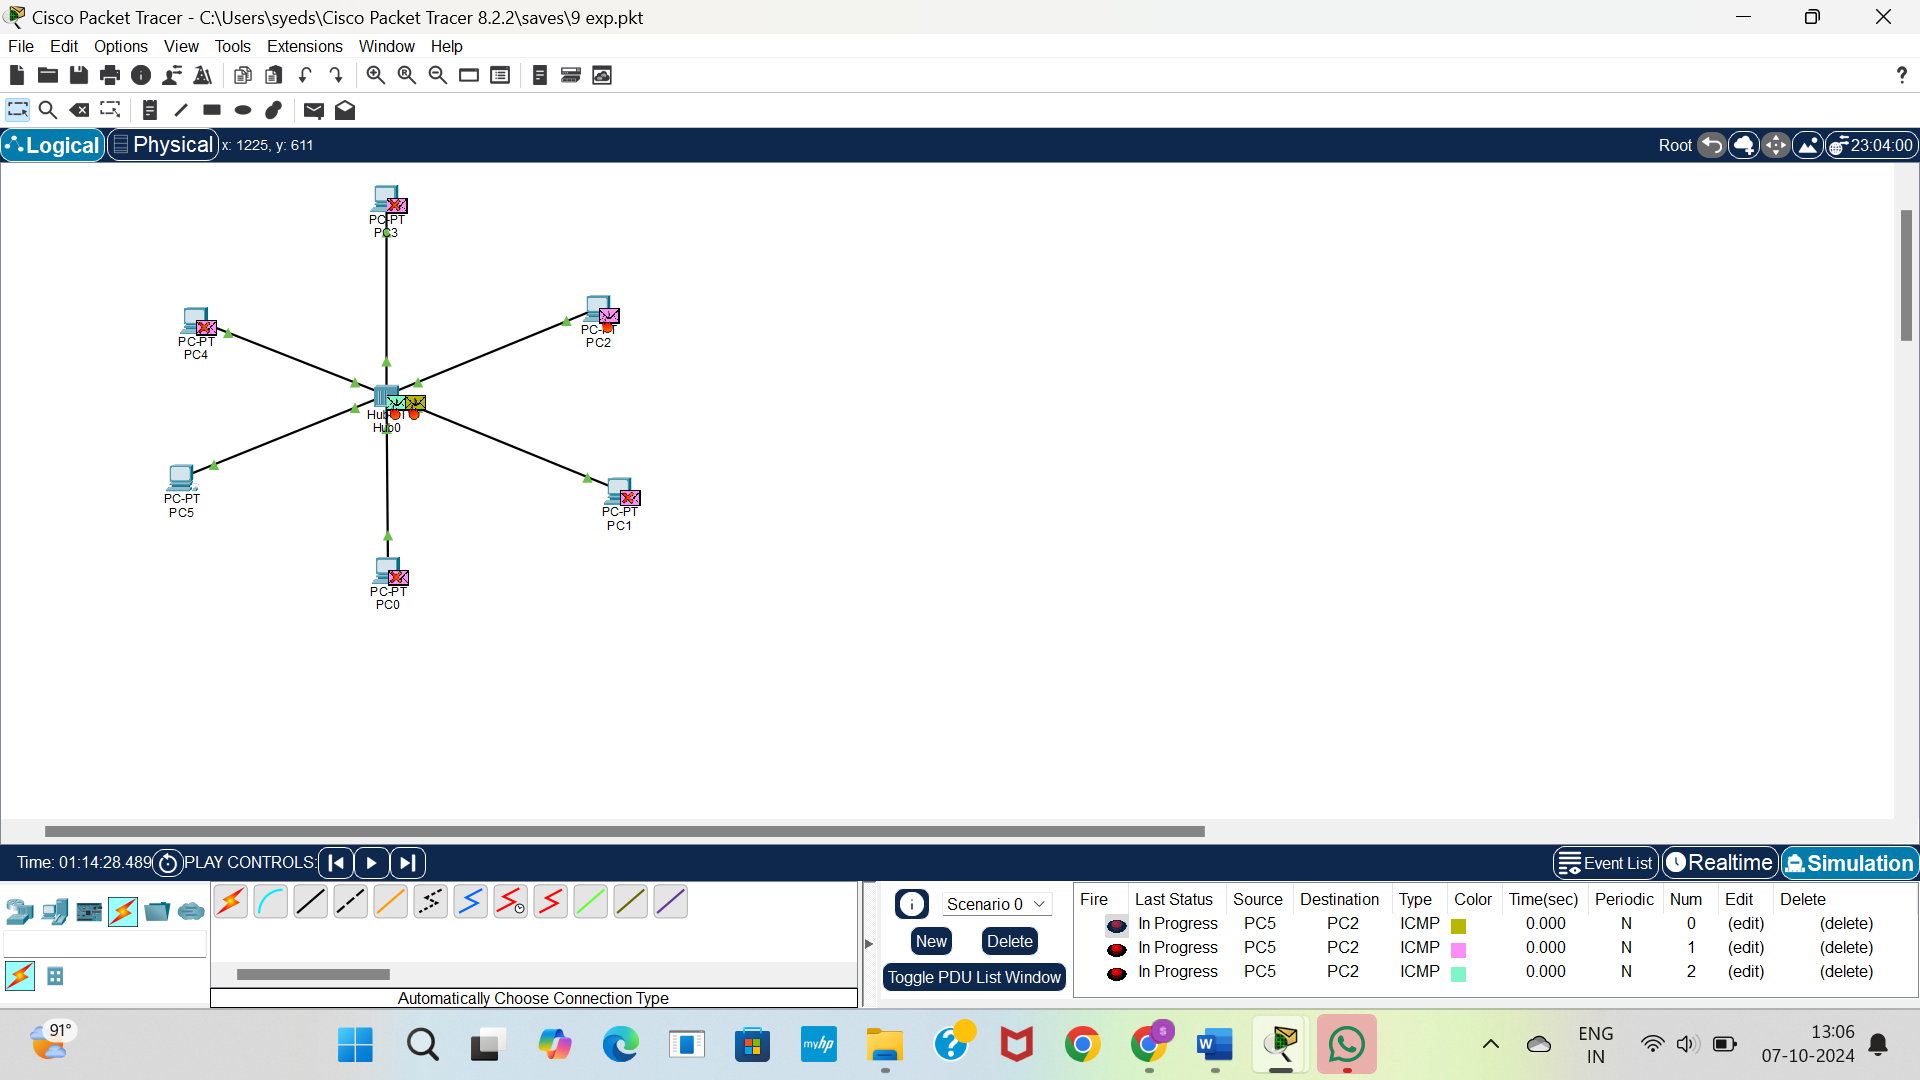 Cisco Packet Tracer - C:\Users\syeds\Cisco Packet Tracer 8.2.2\saves\9 exp.pkt
File Edit Options View Tools Extensions Window Help
?
Logical Physical x: 1225, y: 611 Root 23:04:00
PC-PT
PC3
PC-PT
PC2
PC-PT
PC4
Hub0
PC-PT
PC5
PC-PT
PC1
PC-PT
PC0
Time: 01:14:28.489 PLAY CONTROLS: Event List Realtime Simulation
Scenario 0
New Delete
Toggle PDU List Window
Fire Last Status Source Destination Type Color Time(sec) Periodic Num Edit Delete
In Progress PC5 PC2 ICMP 0.000 N 0 (edit) (delete)
In Progress PC5 PC2 ICMP 0.000 N 1 (edit) (delete)
In Progress PC5 PC2 ICMP 0.000 N 2 (edit) (delete)
Automatically Choose Connection Type
91°
myhp
S
W
ENG
IN
13:06
07-10-2024